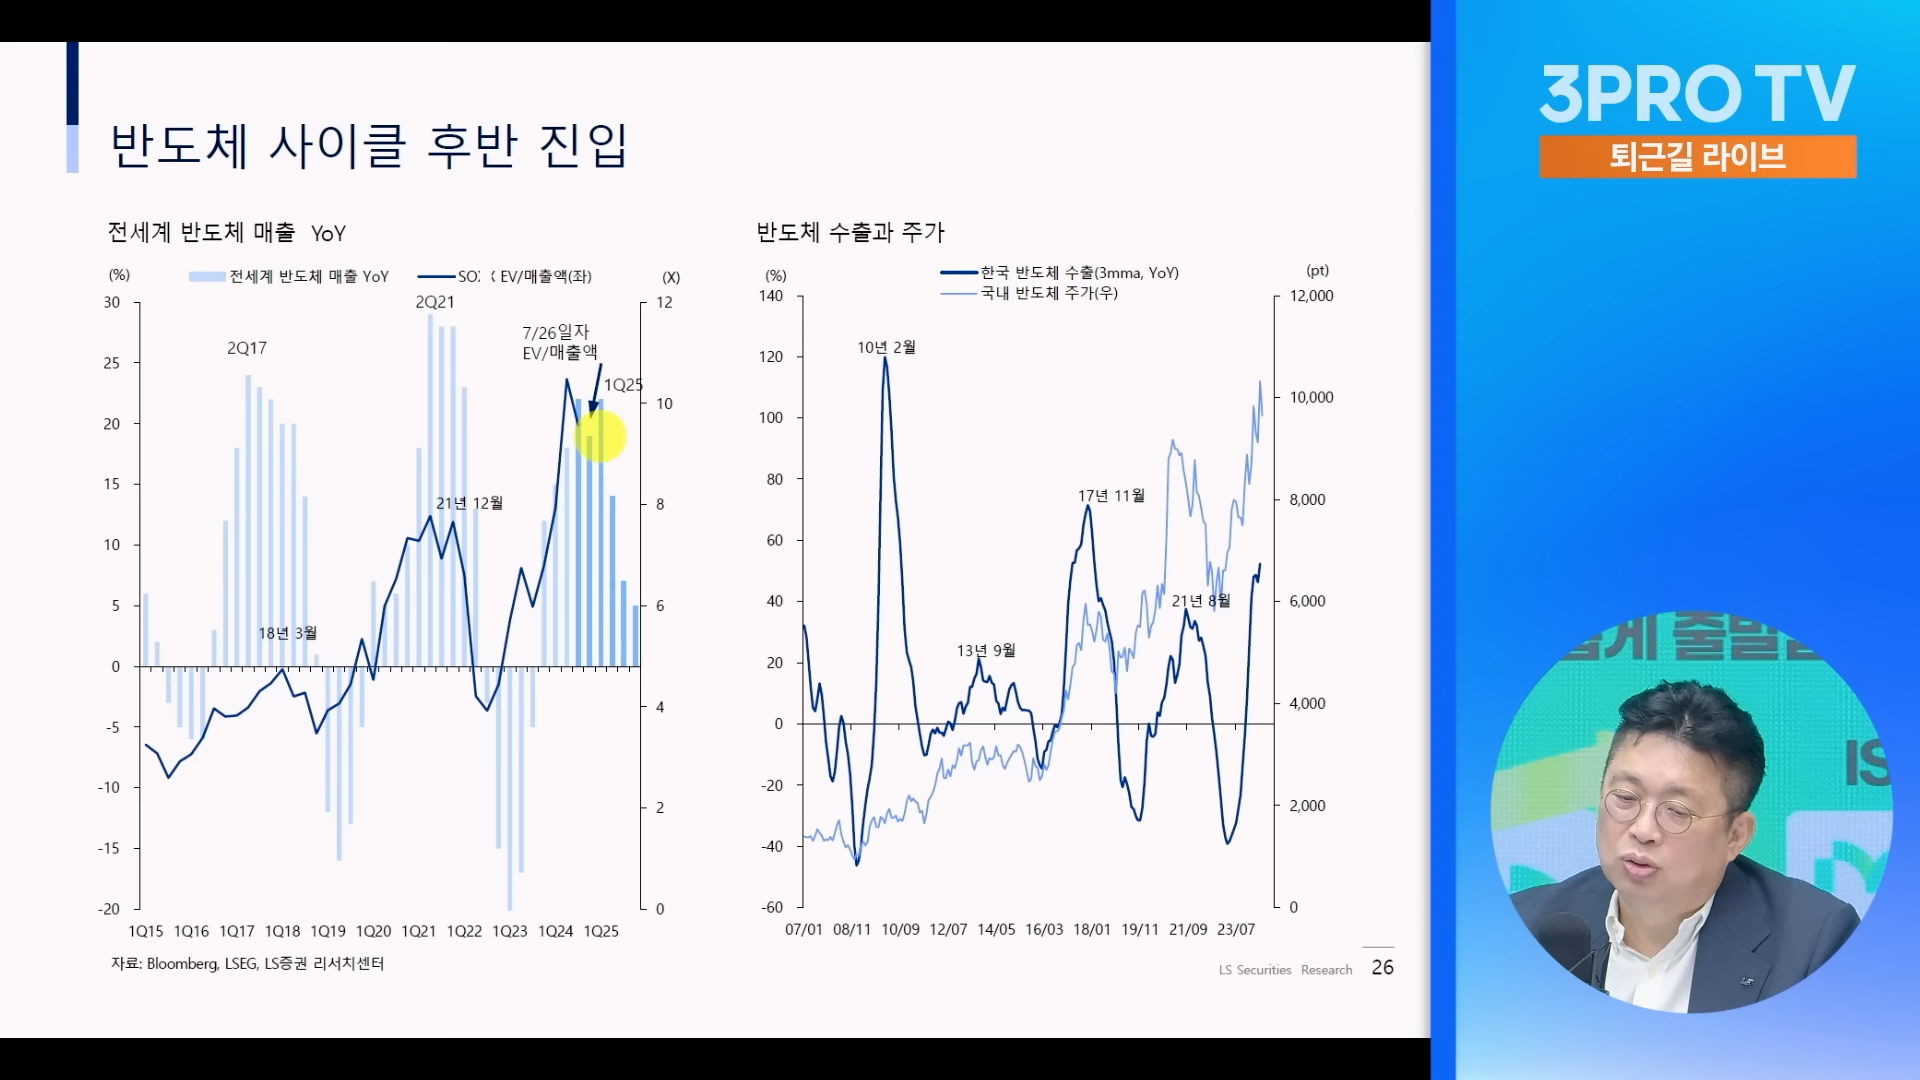 반도체 사이클 후반 진입
전세계 반도체 매출 YoY
(%)
전세계 반도체 매출 YoY
EV/매출액(좌)
(X)
30
25
20
15
10
5
0
-5
-10
-15
-20
12
10
8
6
4
2
0
2Q17
2Q21
7/26일자
EV/매출액
1Q25
21년 12월
18년 3월
1Q15 1Q16 1Q17 1Q18 1Q19 1Q20 1Q21 1Q22 1Q23 1Q24 1Q25
자료: Bloomberg, LSEG, LS증권 리서치센터
반도체 수출과 주가
(%)
한국 반도체 수출(3mma, YoY)
국내 반도체 주가(우)
(pt)
140
120
100
80
60
40
20
0
-20
-40
-60
12,000
10,000
8,000
6,000
4,000
2,000
0
10년 2월
17년 11월
21년 8월
13년 9월
07/01 08/11 10/09 12/07 14/05 16/03 18/01 19/11 21/09 23/07
LS Securities Research 26
3PRO TV
퇴근길 라이브
IS